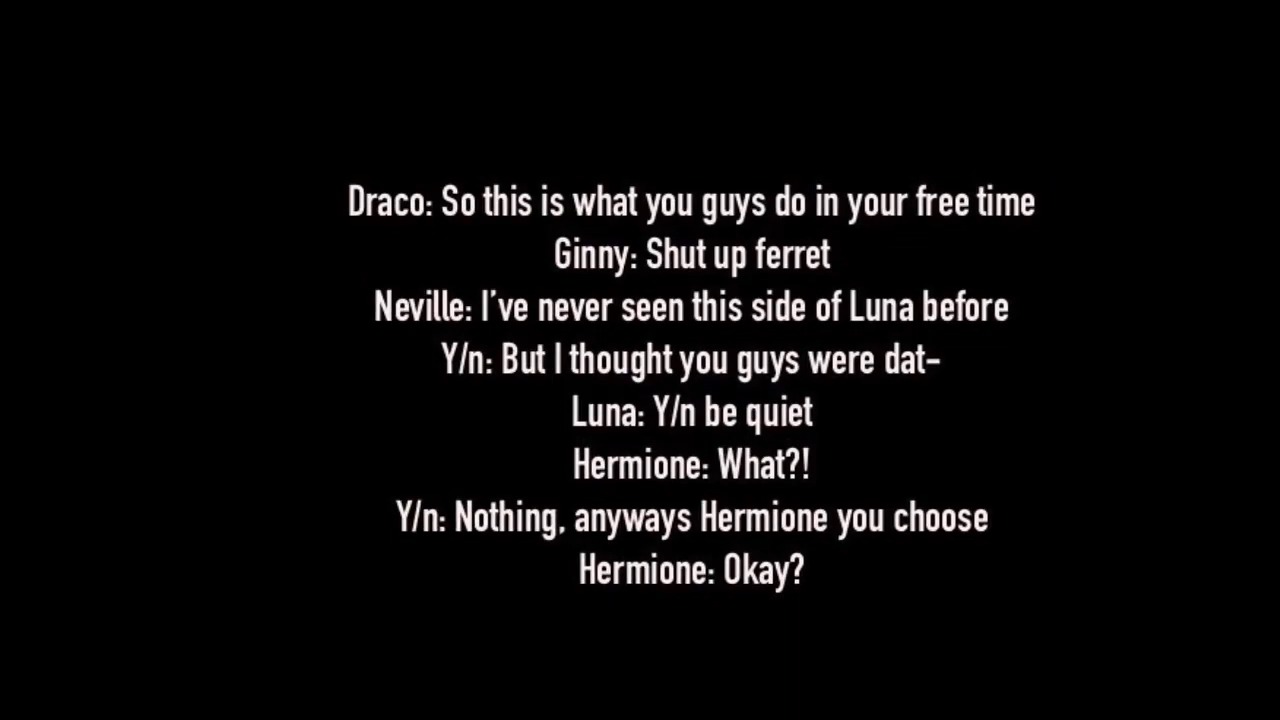 Draco: So this is what you guys do in your free time
Ginny: Shut up ferret
Neville: I've never seen this side of Luna before
Y/n: But I thought you guys were dat-
Luna: Y/n be quiet
Hermione: What?!
Y/n: Nothing, anyways Hermione you choose
Hermione: Okay?